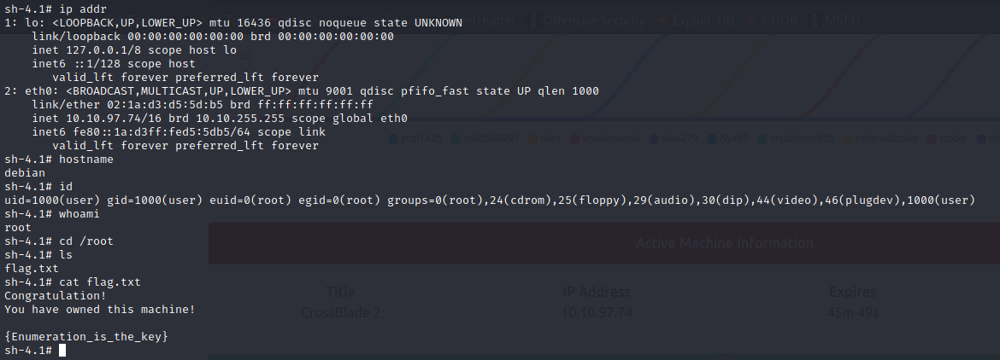 sh-4.1# ip addr
1: lo: <LOOPBACK,UP,LOWER_UP> mtu 16436 qdisc noqueue state UNKNOWN
    link/loopback 00:00:00:00:00:00 brd 00:00:00:00:00:00
    inet 127.0.0.1/8 scope host lo
    inet6 ::1/128 scope host
       valid_lft forever preferred_lft forever
2: eth0: <BROADCAST,MULTICAST,UP,LOWER_UP> mtu 9001 qdisc pfifo_fast state UP qlen 1000
    link/ether 02:1a:d3:d5:5d:b5 brd ff:ff:ff:ff:ff:ff
    inet 10.10.97.74/16 brd 10.10.255.255 scope global eth0
    inet6 fe80::1a:d3ff:fed5:5db5/64 scope link
       valid_lft forever preferred_lft forever
sh-4.1# hostname
debian
sh-4.1# id
uid=1000(user) gid=1000(user) euid=0(root) egid=0(root) groups=0(root),24(cdrom),25(floppy),29(audio),30(dip),44(video),46(plugdev),1000(user)
sh-4.1# whoami
root
sh-4.1# cd /root
sh-4.1# ls
flag.txt
sh-4.1# cat flag.txt
Congratulation!
You have owned this machine!
{Enumeration_is_the_key}
sh-4.1#
Offensive Security Exploit-DB GHDB MSFU
Active Machine Information
Title IP Address Expires
CrossBlade 2 10.10.97.74 45m 49s